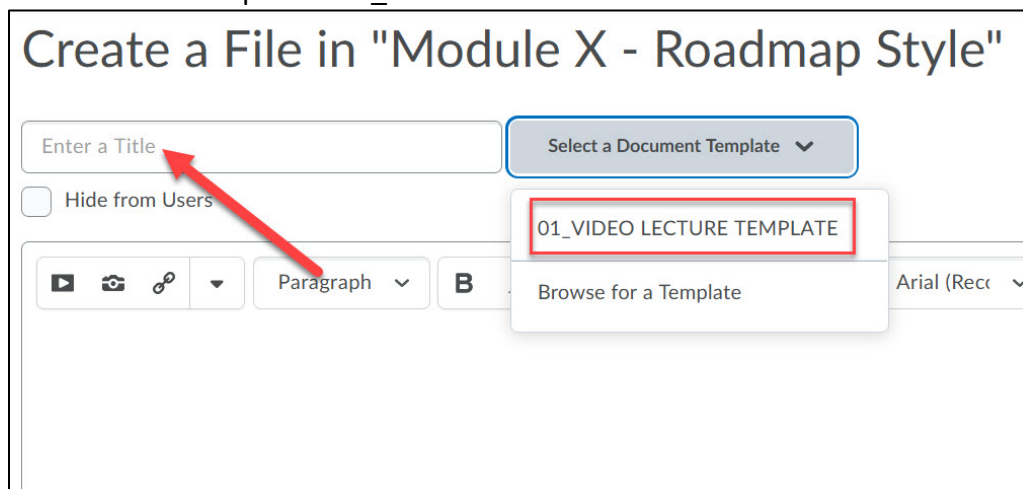 Create a File in "Module X - Roadmap Style"
Enter a Title
Select a Document Template
Hide from Users
01_VIDEO LECTURE TEMPLATE
Paragraph
B
Arial (Reco
Browse for a Template